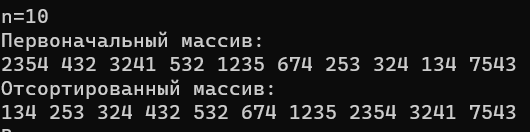 n=10
Первоначальный массив:
2354 432 3241 532 1235 674 253 324 134 7543
Отсортированный массив:
134 253 324 432 532 674 1235 2354 3241 7543